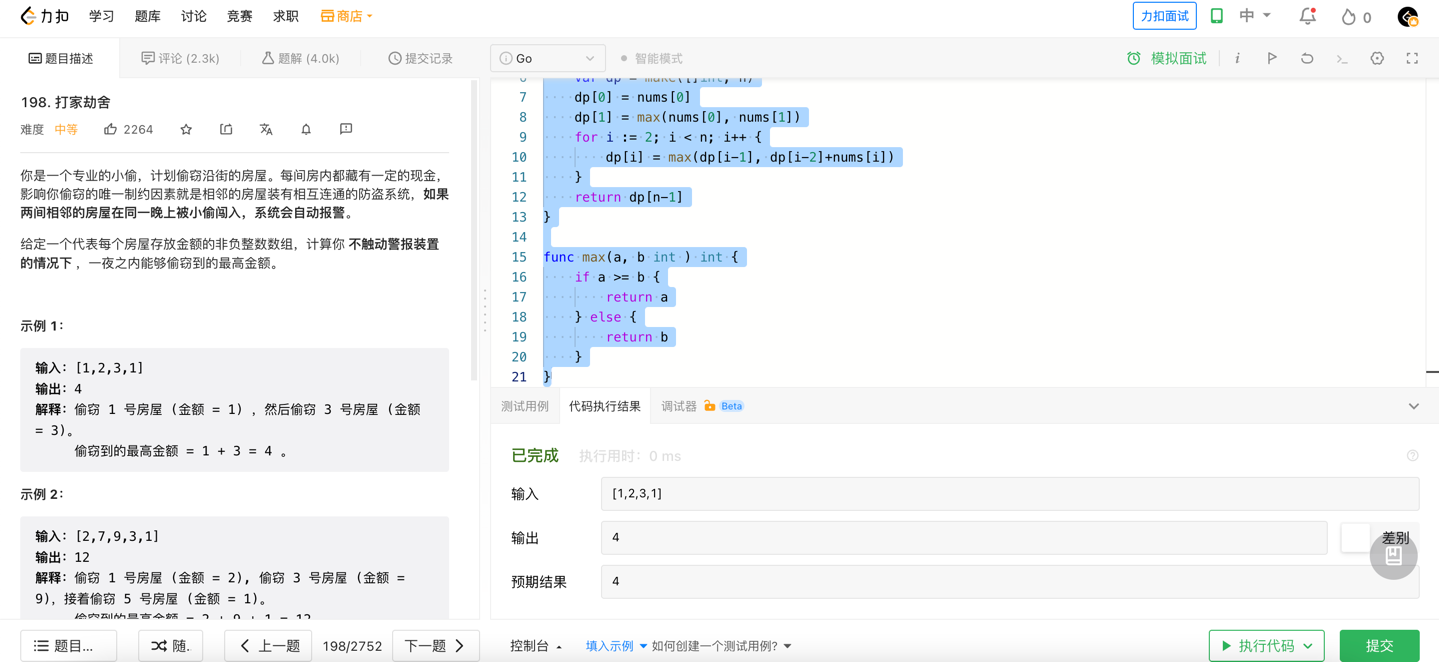 力扣 学习 题库 讨论 竞赛 求职 商店 力扣面试 中 0
题目描述 评论 (2.3k) 题解 (4.0k) 提交记录
198. 打家劫舍
难度 中等 2264
你是一个专业的小偷，计划偷窃沿街的房屋。每间房内都藏有一定的现金，
影响你偷窃的唯一制约因素就是相邻的房屋装有相互连通的防盗系统，如果
两间相邻的房屋在同一晚上被小偷闯入，系统会自动报警。
给定一个代表每个房屋存放金额的非负整数数组，计算你 不触动警报装置
的情况下 ，一夜之内能够偷窃到的最高金额。
示例 1：
输入：[1,2,3,1]
输出：4
解释：偷窃 1 号房屋 (金额 = 1) ，然后偷窃 3 号房屋 (金额
= 3)。
偷窃到的最高金额 = 1 + 3 = 4 。
示例 2：
输入：[2,7,9,3,1]
输出：12
解释：偷窃 1 号房屋 (金额 = 2), 偷窃 3 号房屋 (金额 =
9)，接着偷窃 5 号房屋 (金额 = 1)。
偷窃到的最高金额 = 2 + 9 + 1 = 12
题目... 随. 上一题 198/2752 下一题
Go 智能模式 模拟面试 i
6 var dp = make([]int, n)
7 dp[0] = nums[0]
8 dp[1] = max(nums[0], nums[1])
9 for i := 2; i < n; i++ {
10 dp[i] = max(dp[i-1], dp[i-2]+nums[i])
11 }
12 return dp[n-1]
13 }
14
15 func max(a, b int ) int {
16 if a >= b {
17 return a
18 } else {
19 return b
20 }
21 }
测试用例 代码执行结果 调试器 Beta
已完成 执行用时：0 ms
输入 [1,2,3,1]
输出 4 差别
预期结果 4
控制台 填入示例 如何创建一个测试用例? 执行代码 提交